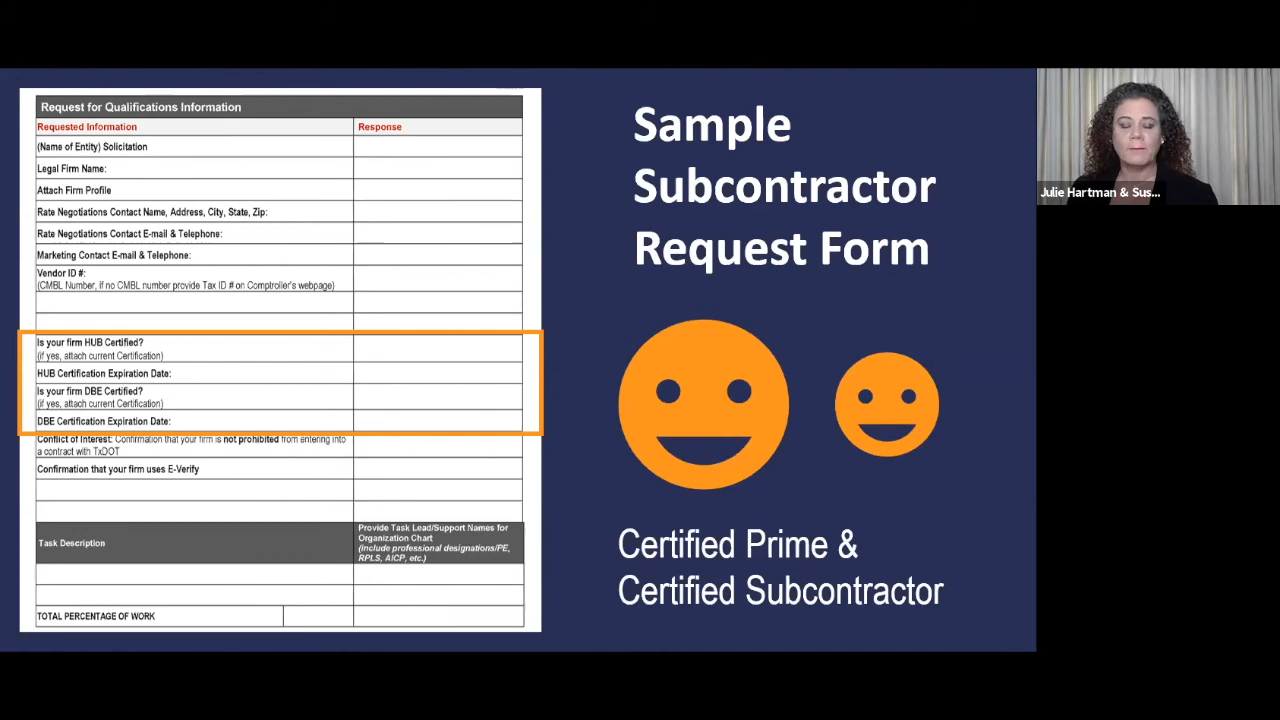 Request for Qualifications Information
Requested Information
Response
(Name of Entity) Solicitation
Legal Firm Name:
Attach Firm Profile
Rate Negotiations Contact Name, Address, City, State, Zip:
Rate Negotiations Contact E-mail & Telephone:
Marketing Contact E-mail & Telephone:
Vendor ID #:
(CMBL Number, if no CMBL number provide Tax ID # on Comptroller's webpage)
Is your firm HUB Certified?
(if yes, attach current Certification)
HUB Certification Expiration Date:
Is your firm DBE Certified?
(if yes, attach current Certification)
DBE Certification Expiration Date:
Conflict of Interest: Confirmation that your firm is not prohibited from entering into
a contract with TxDOT
Confirmation that your firm uses E-Verify
Task Description
Provide Task Lead/Support Names for
Organization Chart
(Include professional designations/PE,
RPLS, AICP, etc.)
TOTAL PERCENTAGE OF WORK
Sample
Subcontractor
Request Form
Certified Prime &
Certified Subcontractor
Julie Hartman & Sus...